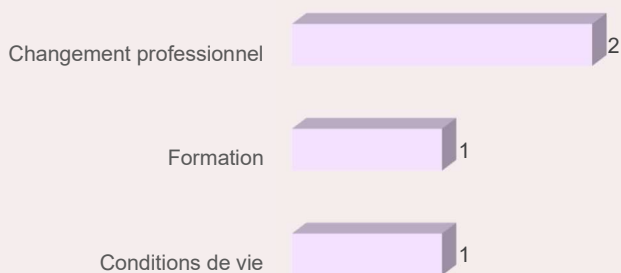 Changement professionnel 2
Formation 1
Conditions de vie 1